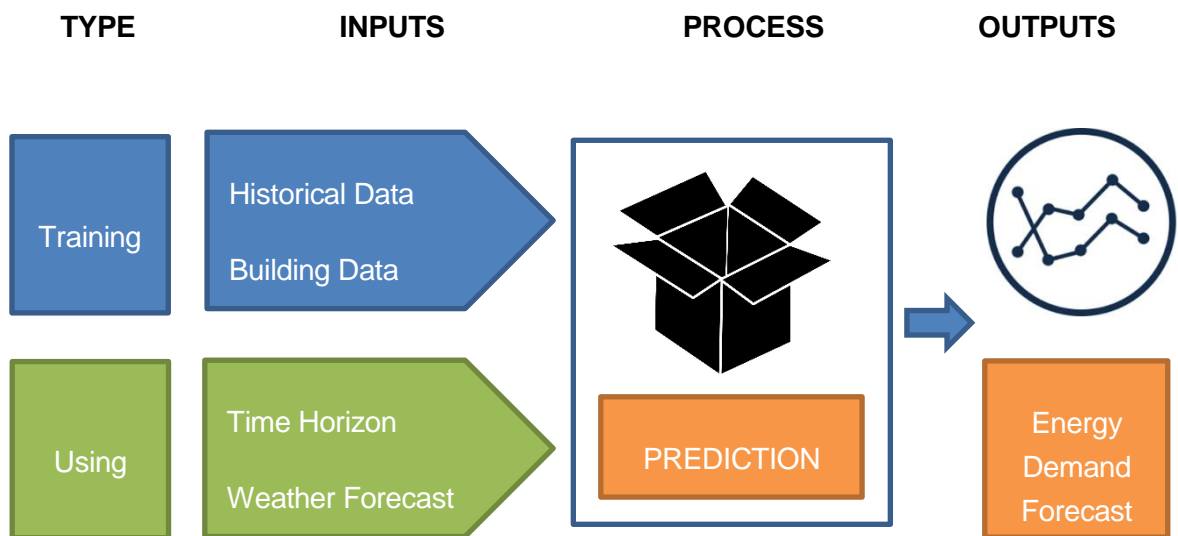 TYPE INPUTS PROCESS OUTPUTS
Training
Historical Data
Building Data
Using
Time Horizon
Weather Forecast
PREDICTION
Energy
Demand
Forecast